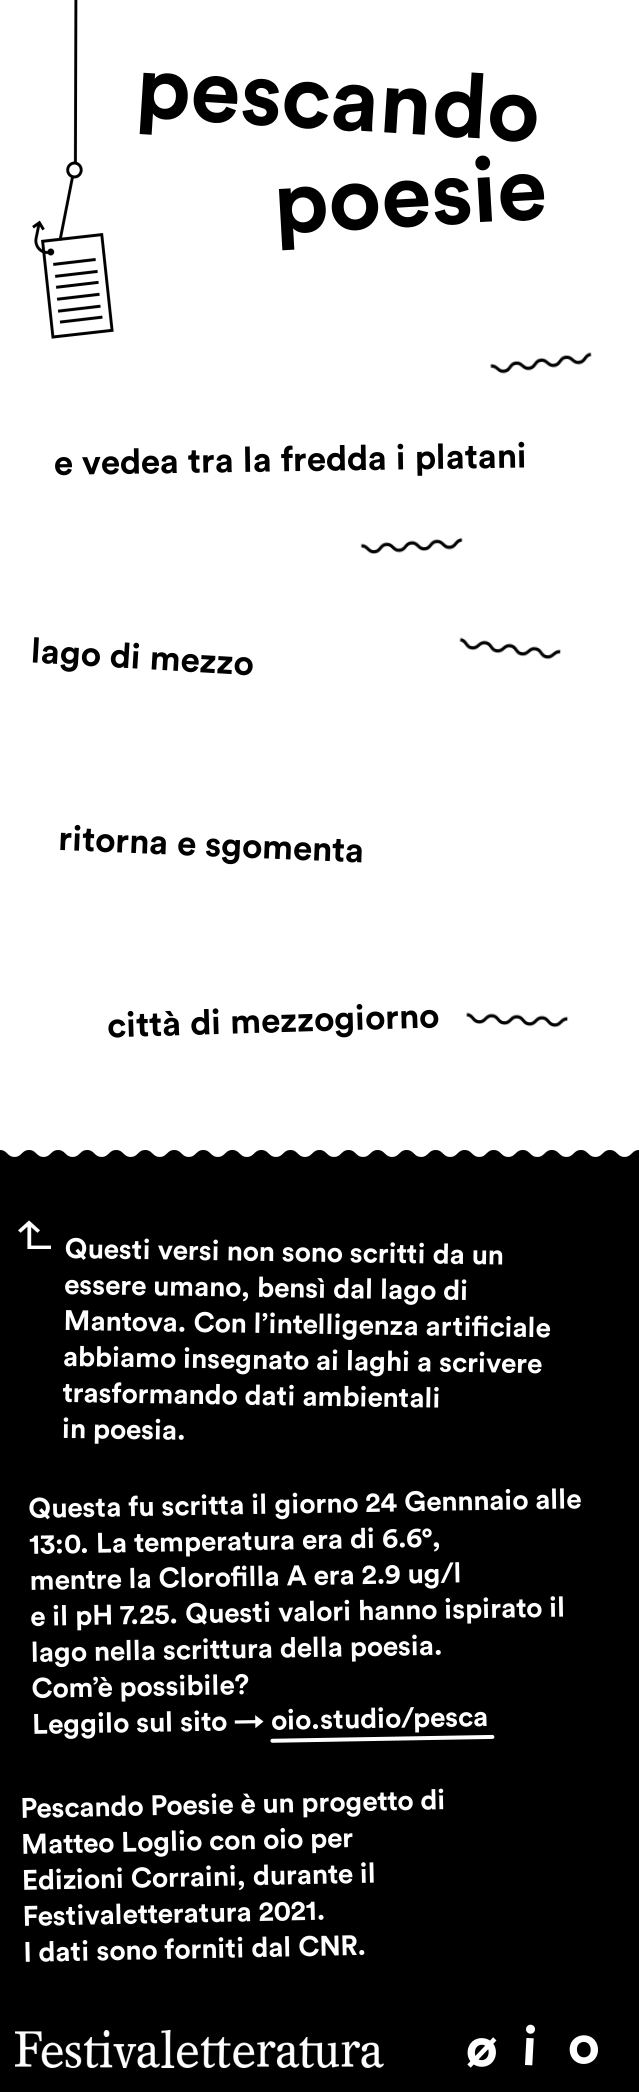 pescando
poesie
e vedea tra la fredda i platani
lago di mezzo
ritorna e sgomenta
città di mezzogiorno
Questi versi non sono scritti da un
essere umano, bensì dal lago di
Mantova. Con l’intelligenza artificiale
abbiamo insegnato ai laghi a scrivere
trasformando dati ambientali
in poesia.
Questa fu scritta il giorno 24 Gennnaio alle
13:0. La temperatura era di 6.6°,
mentre la Clorofilla A era 2.9 ug/l
e il pH 7.25. Questi valori hanno ispirato il
lago nella scrittura della poesia.
Com’è possibile?
Leggilo sul sito → oio.studio/pesca
Pescando Poesie è un progetto di
Matteo Loglio con oio per
Edizioni Corraini, durante il
Festivaletteratura 2021.
I dati sono forniti dal CNR.
Festivaletteratura ø i o